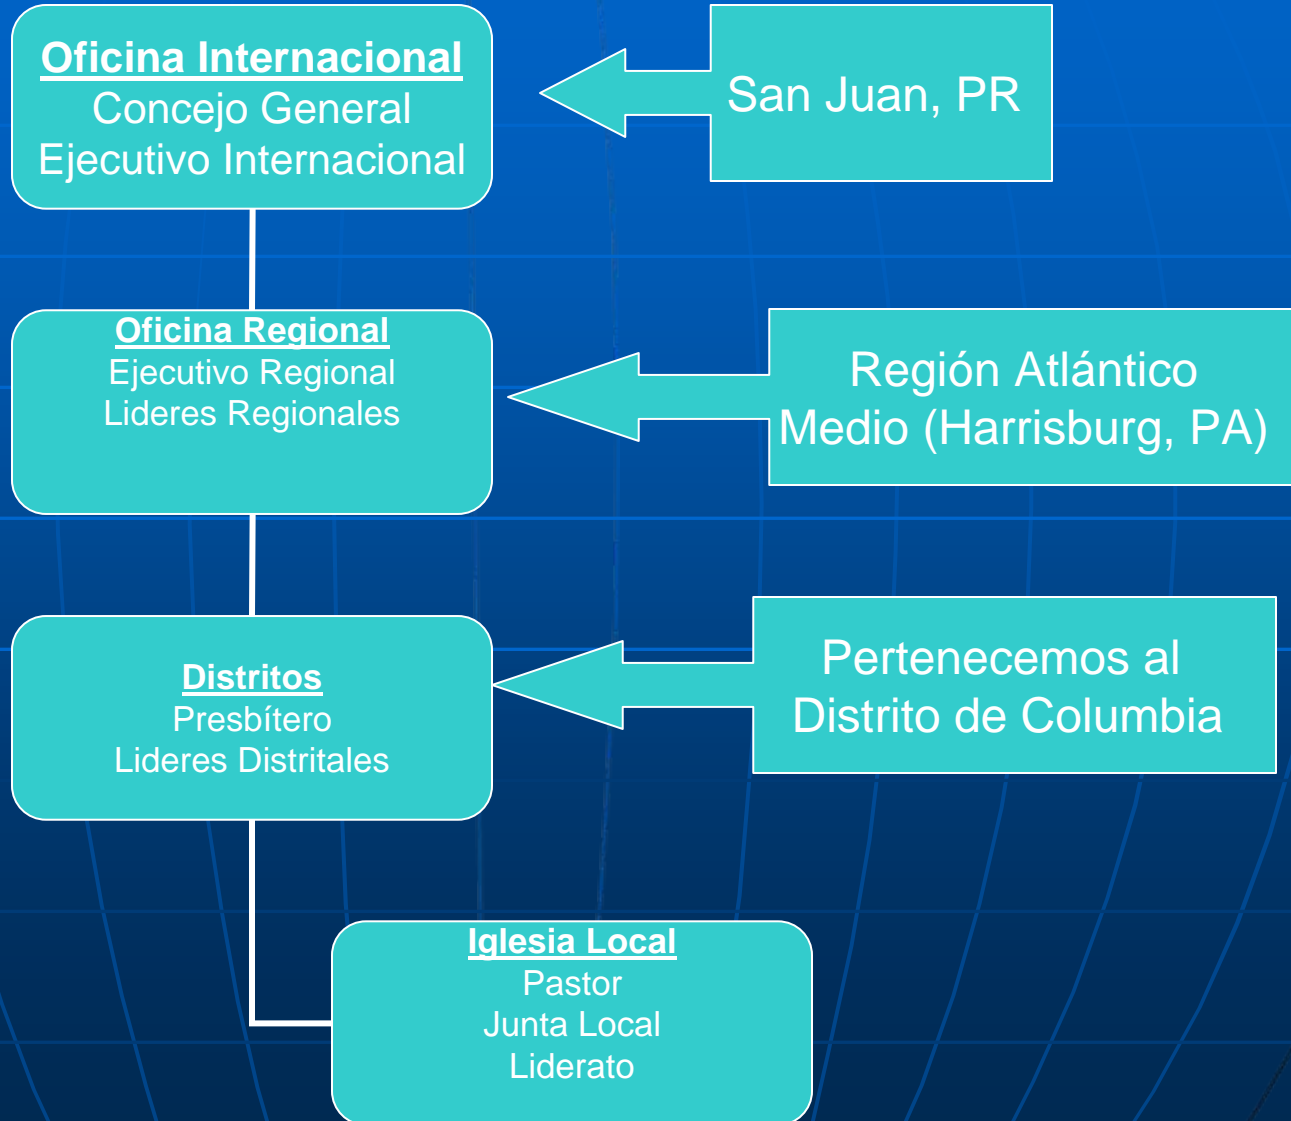 Oficina Internacional
Concejo General
Ejecutivo Internacional
San Juan, PR
Oficina Regional
Ejecutivo Regional
Lideres Regionales
Región Atlántico
Medio (Harrisburg, PA)
Distritos
Presbítero
Lideres Distritales
Pertenecemos al
Distrito de Columbia
Iglesia Local
Pastor
Junta Local
Liderato